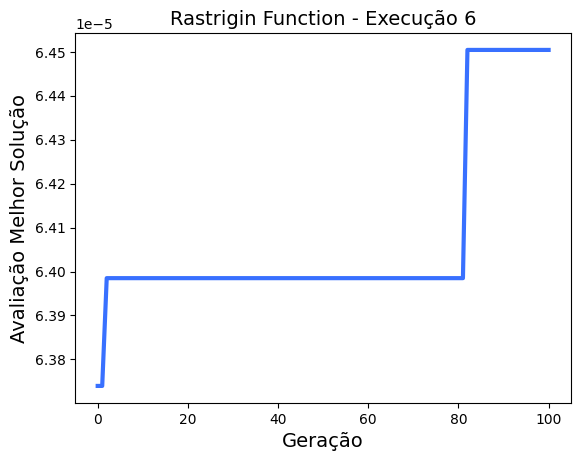 Rastrigin Function - Execução 6
1e−5
6.45
6.44
6.43
6.42
6.41
6.40
6.39
6.38
Avaliação Melhor Solução
0 20 40 60 80 100
Geração